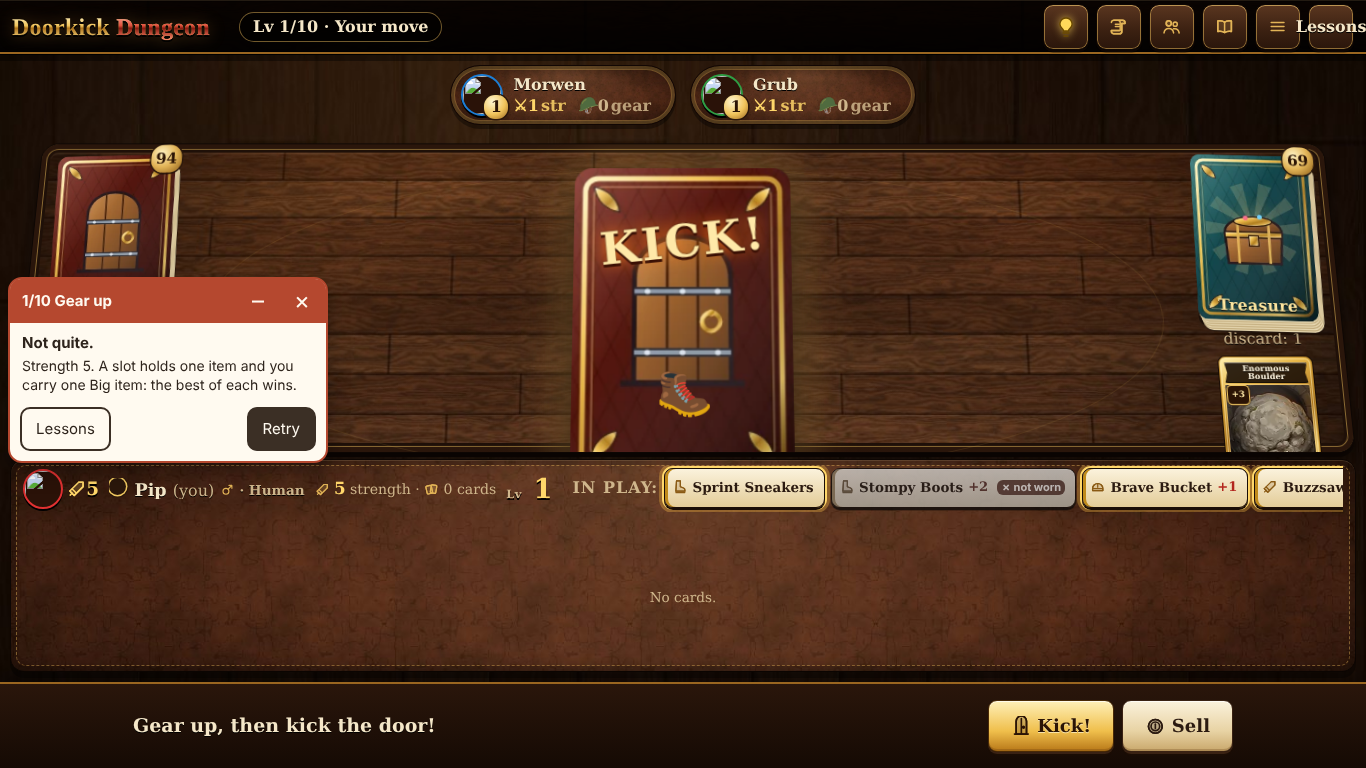 Doorkick Dungeon
Lv 1/10 · Your move
Lessons
Morwen
1
1 str
0 gear
Grub
1
1 str
0 gear
94
KICK!
69
Treasure
discard: 1
Enormous
Boulder
+3
1/10 Gear up
Not quite.
Strength 5. A slot holds one item and you
carry one Big item: the best of each wins.
Lessons
Retry
5
Pip (you) ♂ · Human
5 strength · 0 cards
Lv 1
IN PLAY:
Sprint Sneakers
Stompy Boots +2 × not worn
Brave Bucket +1
Buzzsaw
No cards.
Gear up, then kick the door!
Kick!
Sell